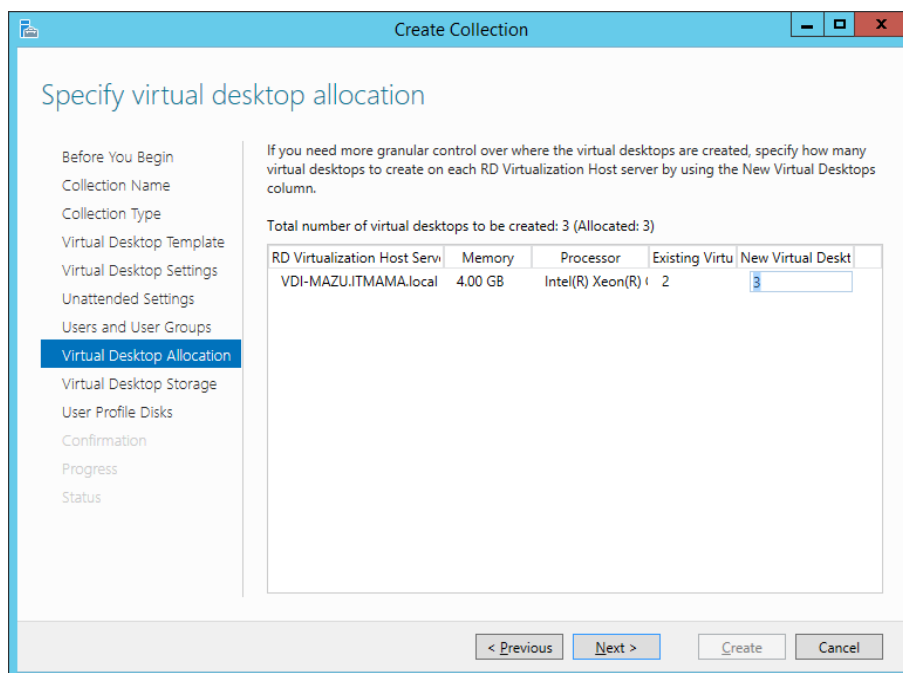 Create Collection
Specify virtual desktop allocation
Before You Begin
Collection Name
Collection Type
Virtual Desktop Template
Virtual Desktop Settings
Unattended Settings
Users and User Groups
Virtual Desktop Allocation
Virtual Desktop Storage
User Profile Disks
Confirmation
Progress
Status
If you need more granular control over where the virtual desktops are created, specify how many
virtual desktops to create on each RD Virtualization Host server by using the New Virtual Desktops
column.
Total number of virtual desktops to be created: 3 (Allocated: 3)
RD Virtualization Host Serv Memory Processor Existing Virtu New Virtual Deskt
VDI-MAZU.ITMAMA.local 4.00 GB Intel(R) Xeon(R) ( 2 3
< Previous Next > Create Cancel